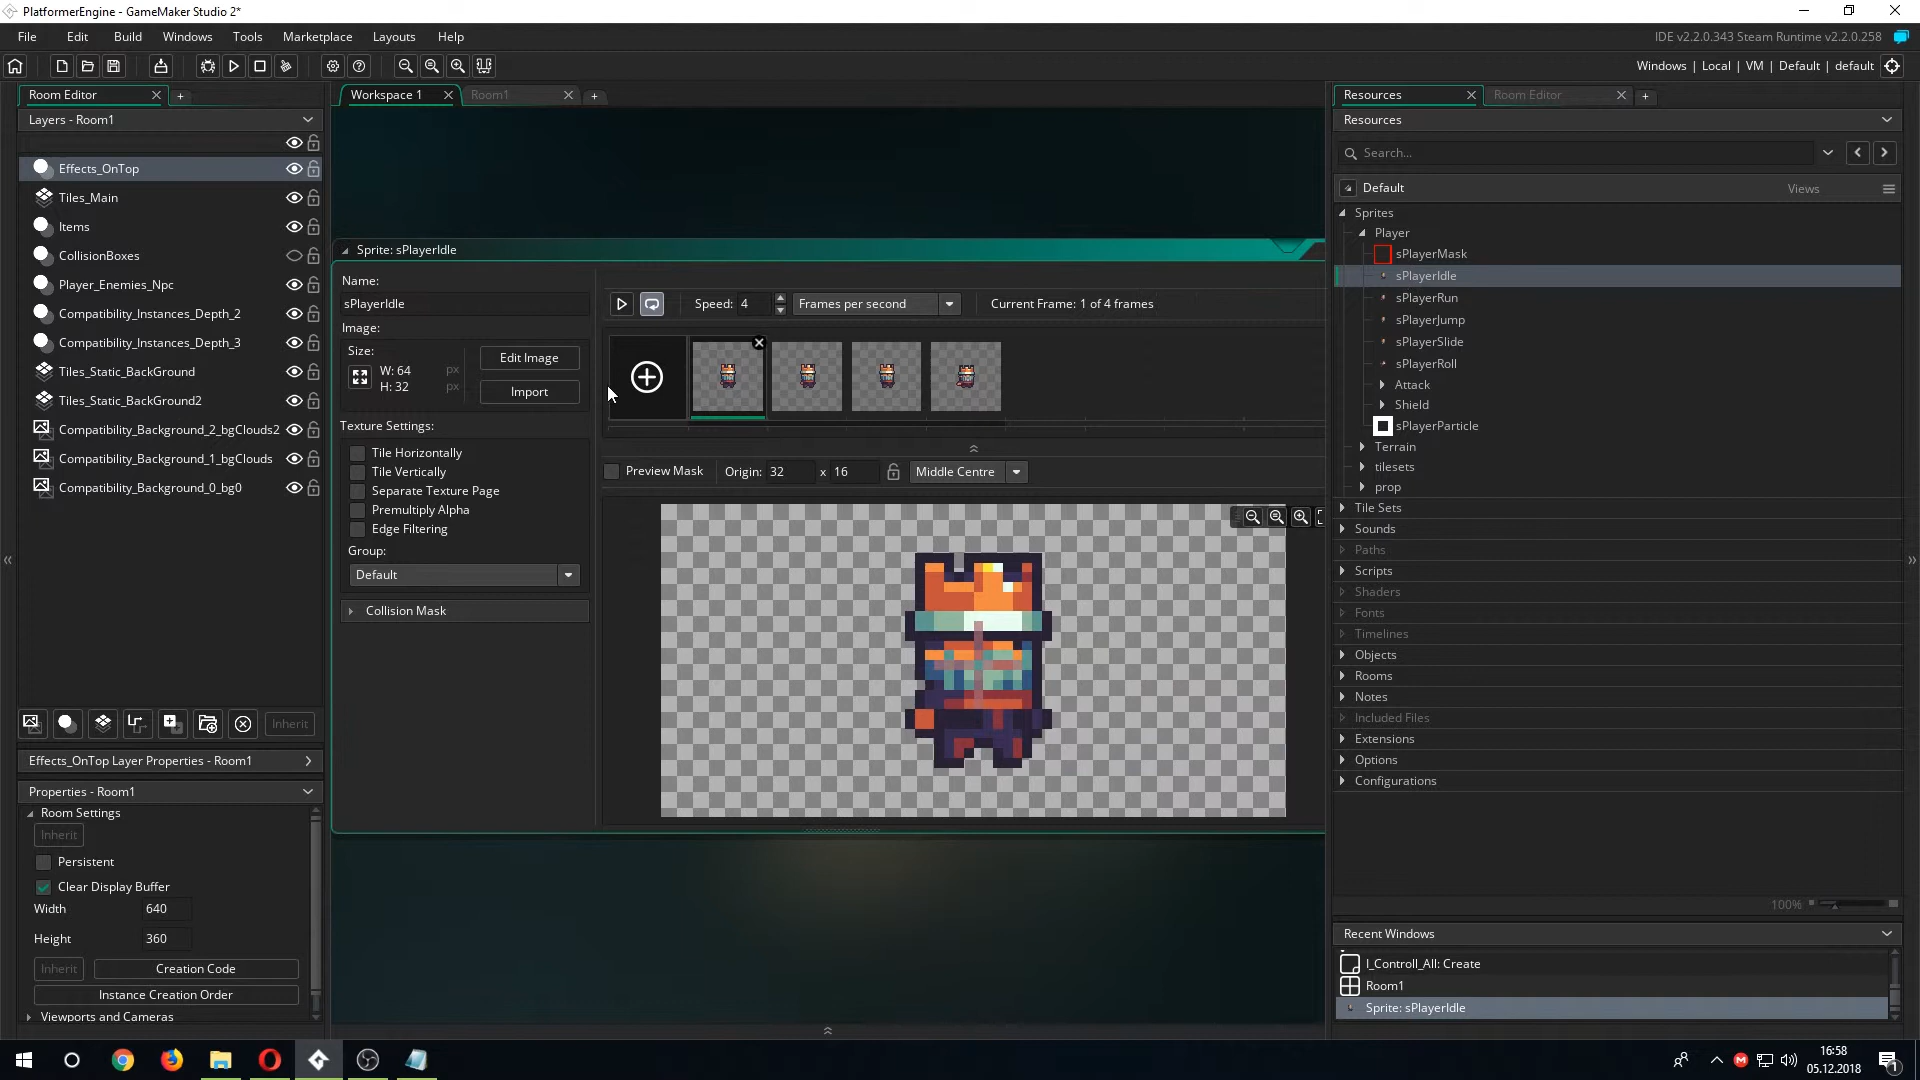 PlatformerEngine - GameMaker Studio 2*
File Edit Build Windows Tools Marketplace Layouts Help
IDE v2.2.0.343 Steam Runtime v2.2.0.258
Windows | Local | VM | Default | default
Room Editor
Layers - Room1
Effects_OnTop
Tiles_Main
Items
CollisionBoxes
Player_Enemies_Npc
Compatibility_Instances_Depth_2
Compatibility_Instances_Depth_3
Tiles_Static_BackGround
Tiles_Static_BackGround2
Compatibility_Background_2_bgClouds2
Compatibility_Background_1_bgClouds
Compatibility_Background_0_bg0
Inherit
Effects_OnTop Layer Properties - Room1
Properties - Room1
Room Settings
Inherit
Persistent
Clear Display Buffer
Width 640
Height 360
Inherit Creation Code
Instance Creation Order
Viewports and Cameras
Workspace 1 Room1
Sprite: sPlayerIdle
Name:
sPlayerIdle
Image:
Size:
W: 64 px
H: 32 px
Edit Image
Import
Texture Settings:
Tile Horizontally
Tile Vertically
Separate Texture Page
Premultiply Alpha
Edge Filtering
Group:
Default
Collision Mask
Speed: 4 Frames per second Current Frame: 1 of 4 frames
Preview Mask Origin: 32 x 16 Middle Centre
Resources Room Editor
Resources
Search...
Default Views
Sprites
Player
sPlayerMask
sPlayerIdle
sPlayerRun
sPlayerJump
sPlayerSlide
sPlayerRoll
Attack
Shield
sPlayerParticle
Terrain
tilesets
prop
Tile Sets
Sounds
Paths
Scripts
Shaders
Fonts
Timelines
Objects
Rooms
Notes
Included Files
Extensions
Options
Configurations
100%
Recent Windows
I_Controll_All: Create
Room1
Sprite: sPlayerIdle
16:58
05.12.2018
1